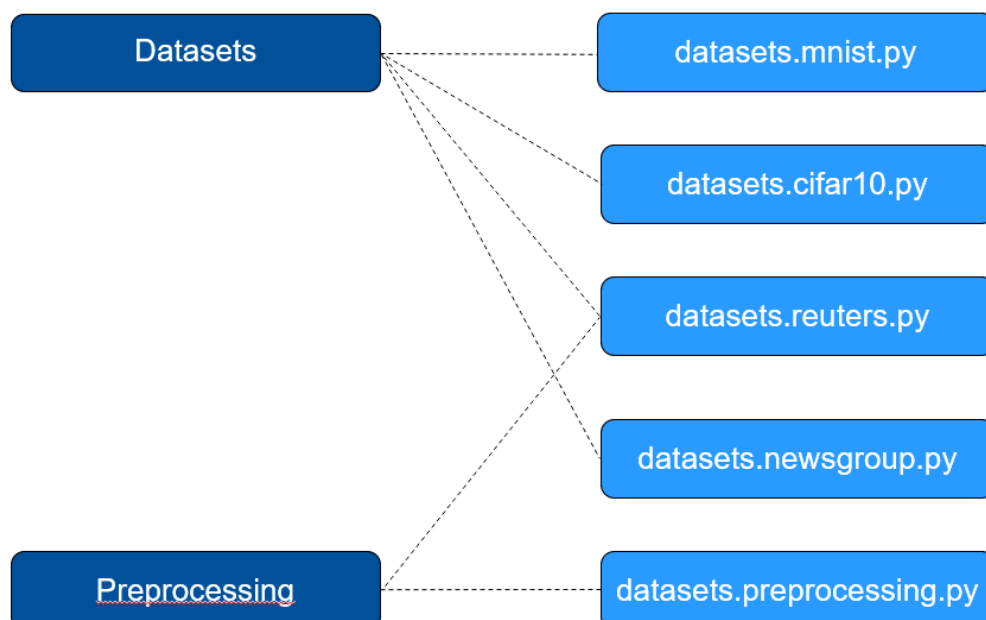 Datasets
datasets.mnist.py
datasets.cifar10.py
datasets.reuters.py
datasets.newsgroup.py
Preprocessing
datasets.preprocessing.py